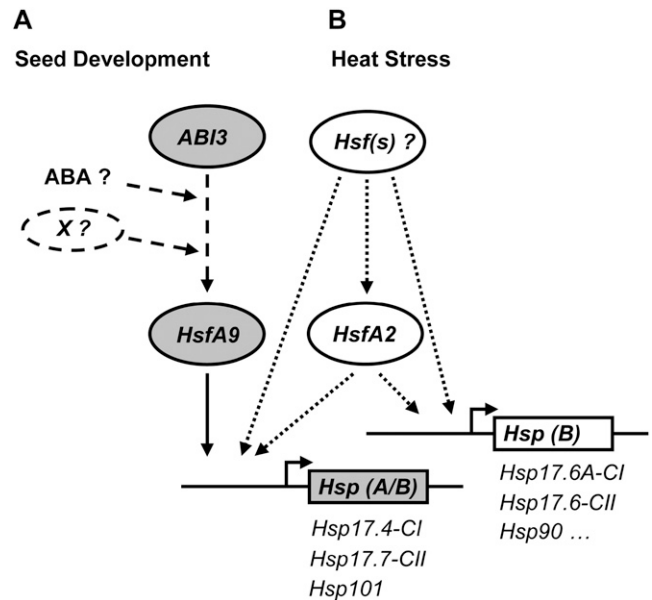 A
Seed Development
ABI3
ABA ?
X ?
HsfA9
Hsp (A/B)
Hsp17.4-CI
Hsp17.7-CII
Hsp101
B
Heat Stress
Hsf(s) ?
HsfA2
Hsp (B)
Hsp17.6A-CI
Hsp17.6-CII
Hsp90 ...